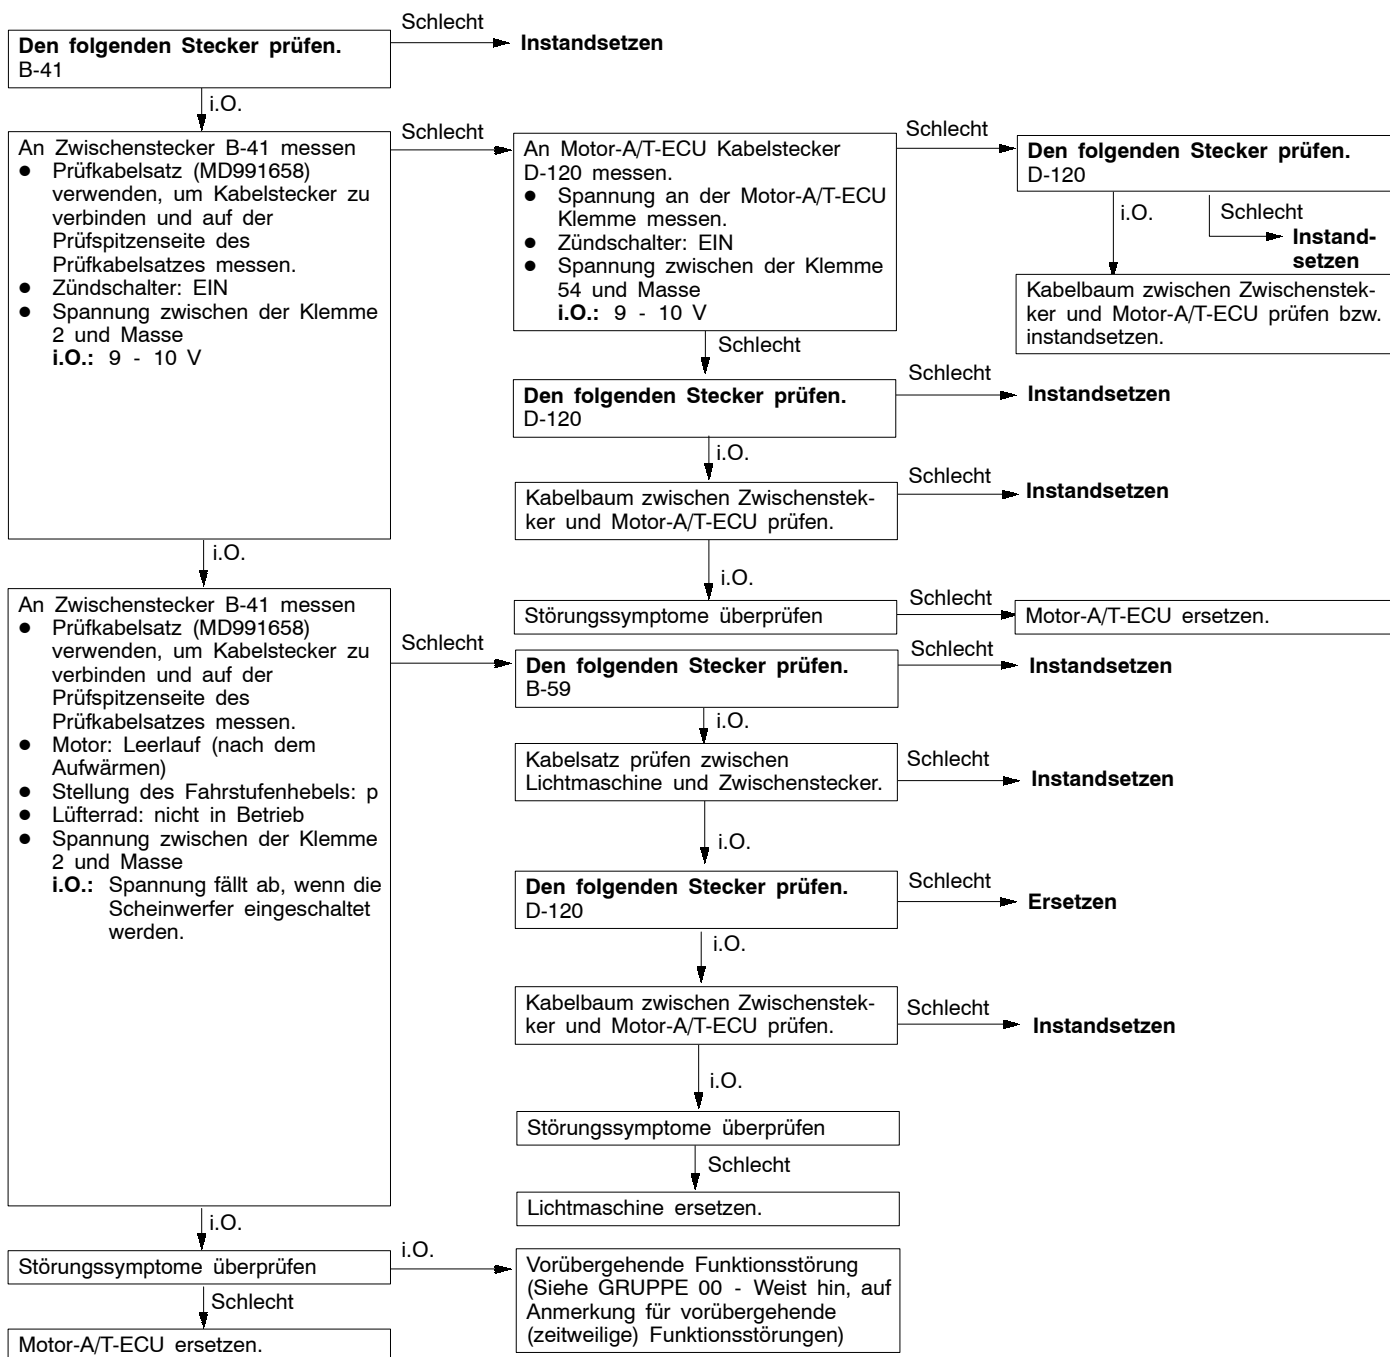 Den folgenden Stecker prüfen.
B-41
Schlecht
Instandsetzen
i.O.
An Zwischenstecker B-41 messen
● Prüfkabelsatz (MD991658)
verwenden, um Kabelstecker zu
verbinden und auf der
Prüfspitzenseite des
Prüfkabelsatzes messen.
● Zündschalter: EIN
● Spannung zwischen der Klemme
2 und Masse
i.O.: 9 - 10 V
Schlecht
An Motor-A/T-ECU Kabelstecker
D-120 messen.
● Spannung an der Motor-A/T-ECU
Klemme messen.
● Zündschalter: EIN
● Spannung zwischen der Klemme
54 und Masse
i.O.: 9 - 10 V
Schlecht
Den folgenden Stecker prüfen.
D-120
i.O.
Schlecht
Instand-
setzen
Kabelbaum zwischen Zwischenstek-
ker und Motor-A/T-ECU prüfen bzw.
instandsetzen.
Schlecht
Den folgenden Stecker prüfen.
D-120
Schlecht
Instandsetzen
i.O.
Kabelbaum zwischen Zwischenstek-
ker und Motor-A/T-ECU prüfen.
Schlecht
Instandsetzen
i.O.
Störungssymptome überprüfen
Schlecht
Motor-A/T-ECU ersetzen.
i.O.
An Zwischenstecker B-41 messen
● Prüfkabelsatz (MD991658)
verwenden, um Kabelstecker zu
verbinden und auf der
Prüfspitzenseite des
Prüfkabelsatzes messen.
● Motor: Leerlauf (nach dem
Aufwärmen)
● Stellung des Fahrstufenhebels: p
● Lüfterrad: nicht in Betrieb
● Spannung zwischen der Klemme
2 und Masse
i.O.: Spannung fällt ab, wenn die
Scheinwerfer eingeschaltet
werden.
Schlecht
Den folgenden Stecker prüfen.
B-59
Schlecht
Instandsetzen
i.O.
Kabelsatz prüfen zwischen
Lichtmaschine und Zwischenstecker.
Schlecht
Instandsetzen
i.O.
Den folgenden Stecker prüfen.
D-120
Schlecht
Ersetzen
i.O.
Kabelbaum zwischen Zwischenstek-
ker und Motor-A/T-ECU prüfen.
Schlecht
Instandsetzen
i.O.
Störungssymptome überprüfen
Schlecht
Lichtmaschine ersetzen.
i.O.
Störungssymptome überprüfen
i.O.
Vorübergehende Funktionsstörung
(Siehe GRUPPE 00 - Weist hin, auf
Anmerkung für vorübergehende
(zeitweilige) Funktionsstörungen)
Schlecht
Motor-A/T-ECU ersetzen.